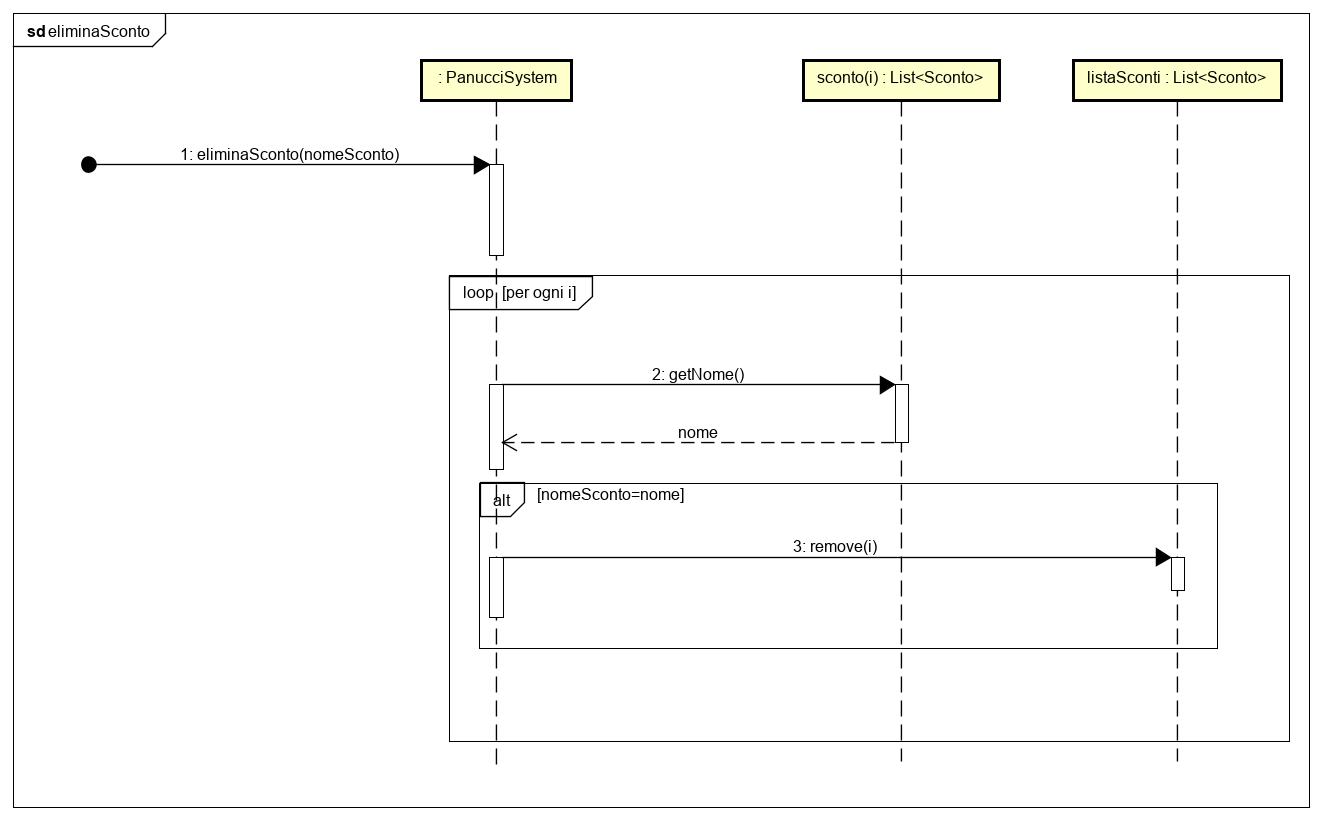 sd eliminaSconto
: PanucciSystem
sconto(i) : List<Sconto>
listaSconti : List<Sconto>
1: eliminaSconto(nomeSconto)
loop [per ogni i]
2: getNome()
nome
alt
[nomeSconto=nome]
3: remove(i)